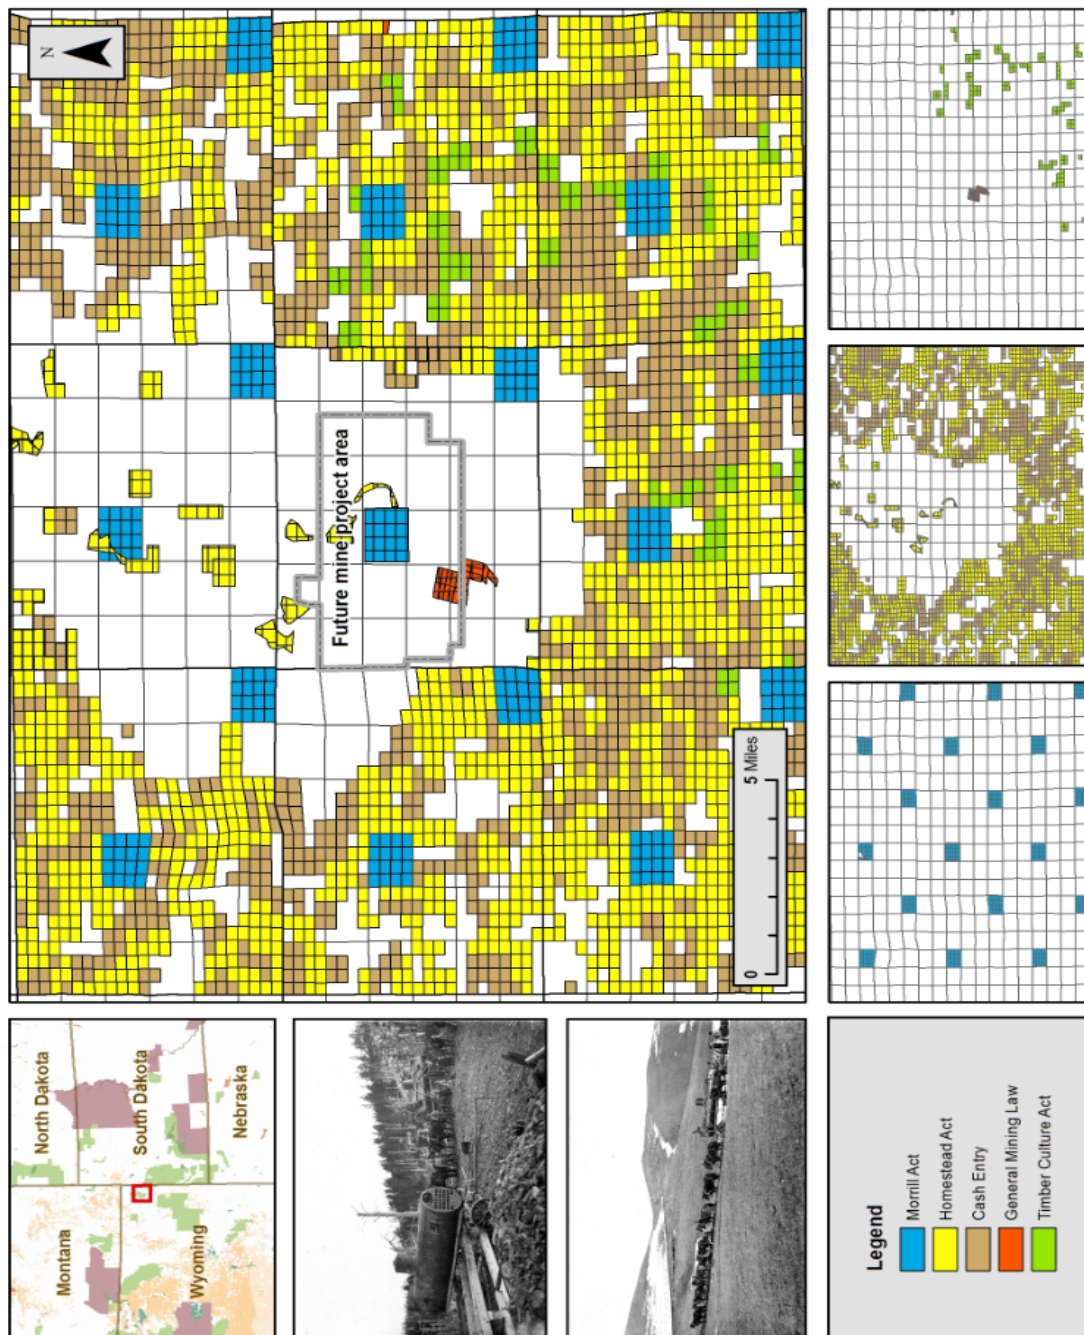 N
Future mine project area
0
5 Miles
North Dakota
Montana
South Dakota
Wyoming
Nebraska
Legend
Morrill Act
Homestead Act
Cash Entry
General Mining Law
Timber Culture Act